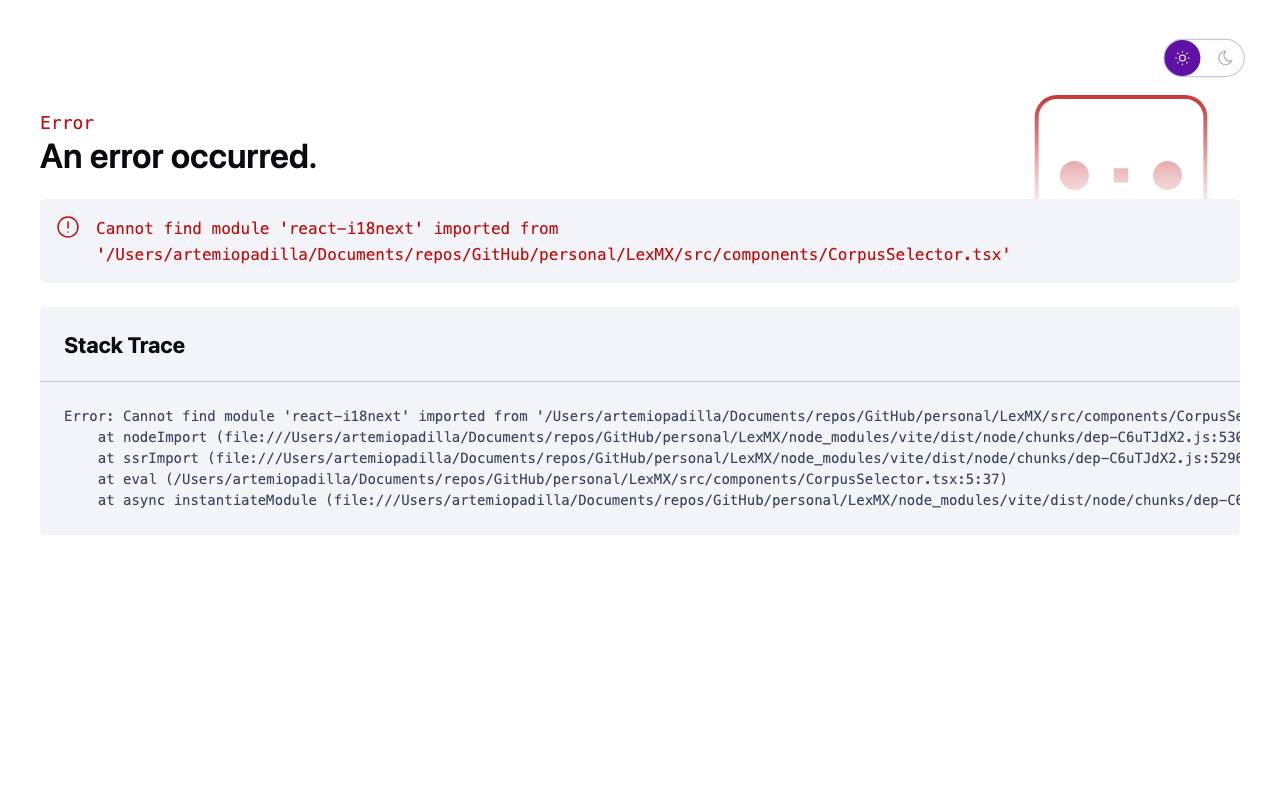 Error
An error occurred.
Cannot find module 'react-i18next' imported from
'/Users/artemiopadilla/Documents/repos/GitHub/personal/LexMX/src/components/CorpusSelector.tsx'
Stack Trace
Error: Cannot find module 'react-i18next' imported from '/Users/artemiopadilla/Documents/repos/GitHub/personal/LexMX/src/components/CorpusSe
at nodeImport (file:///Users/artemiopadilla/Documents/repos/GitHub/personal/LexMX/node_modules/vite/dist/node/chunks/dep-C6uTJdX2.js:530
at ssrImport (file:///Users/artemiopadilla/Documents/repos/GitHub/personal/LexMX/node_modules/vite/dist/node/chunks/dep-C6uTJdX2.js:5296
at eval (/Users/artemiopadilla/Documents/repos/GitHub/personal/LexMX/src/components/CorpusSelector.tsx:5:37)
at async instantiateModule (file:///Users/artemiopadilla/Documents/repos/GitHub/personal/LexMX/node_modules/vite/dist/node/chunks/dep-C6